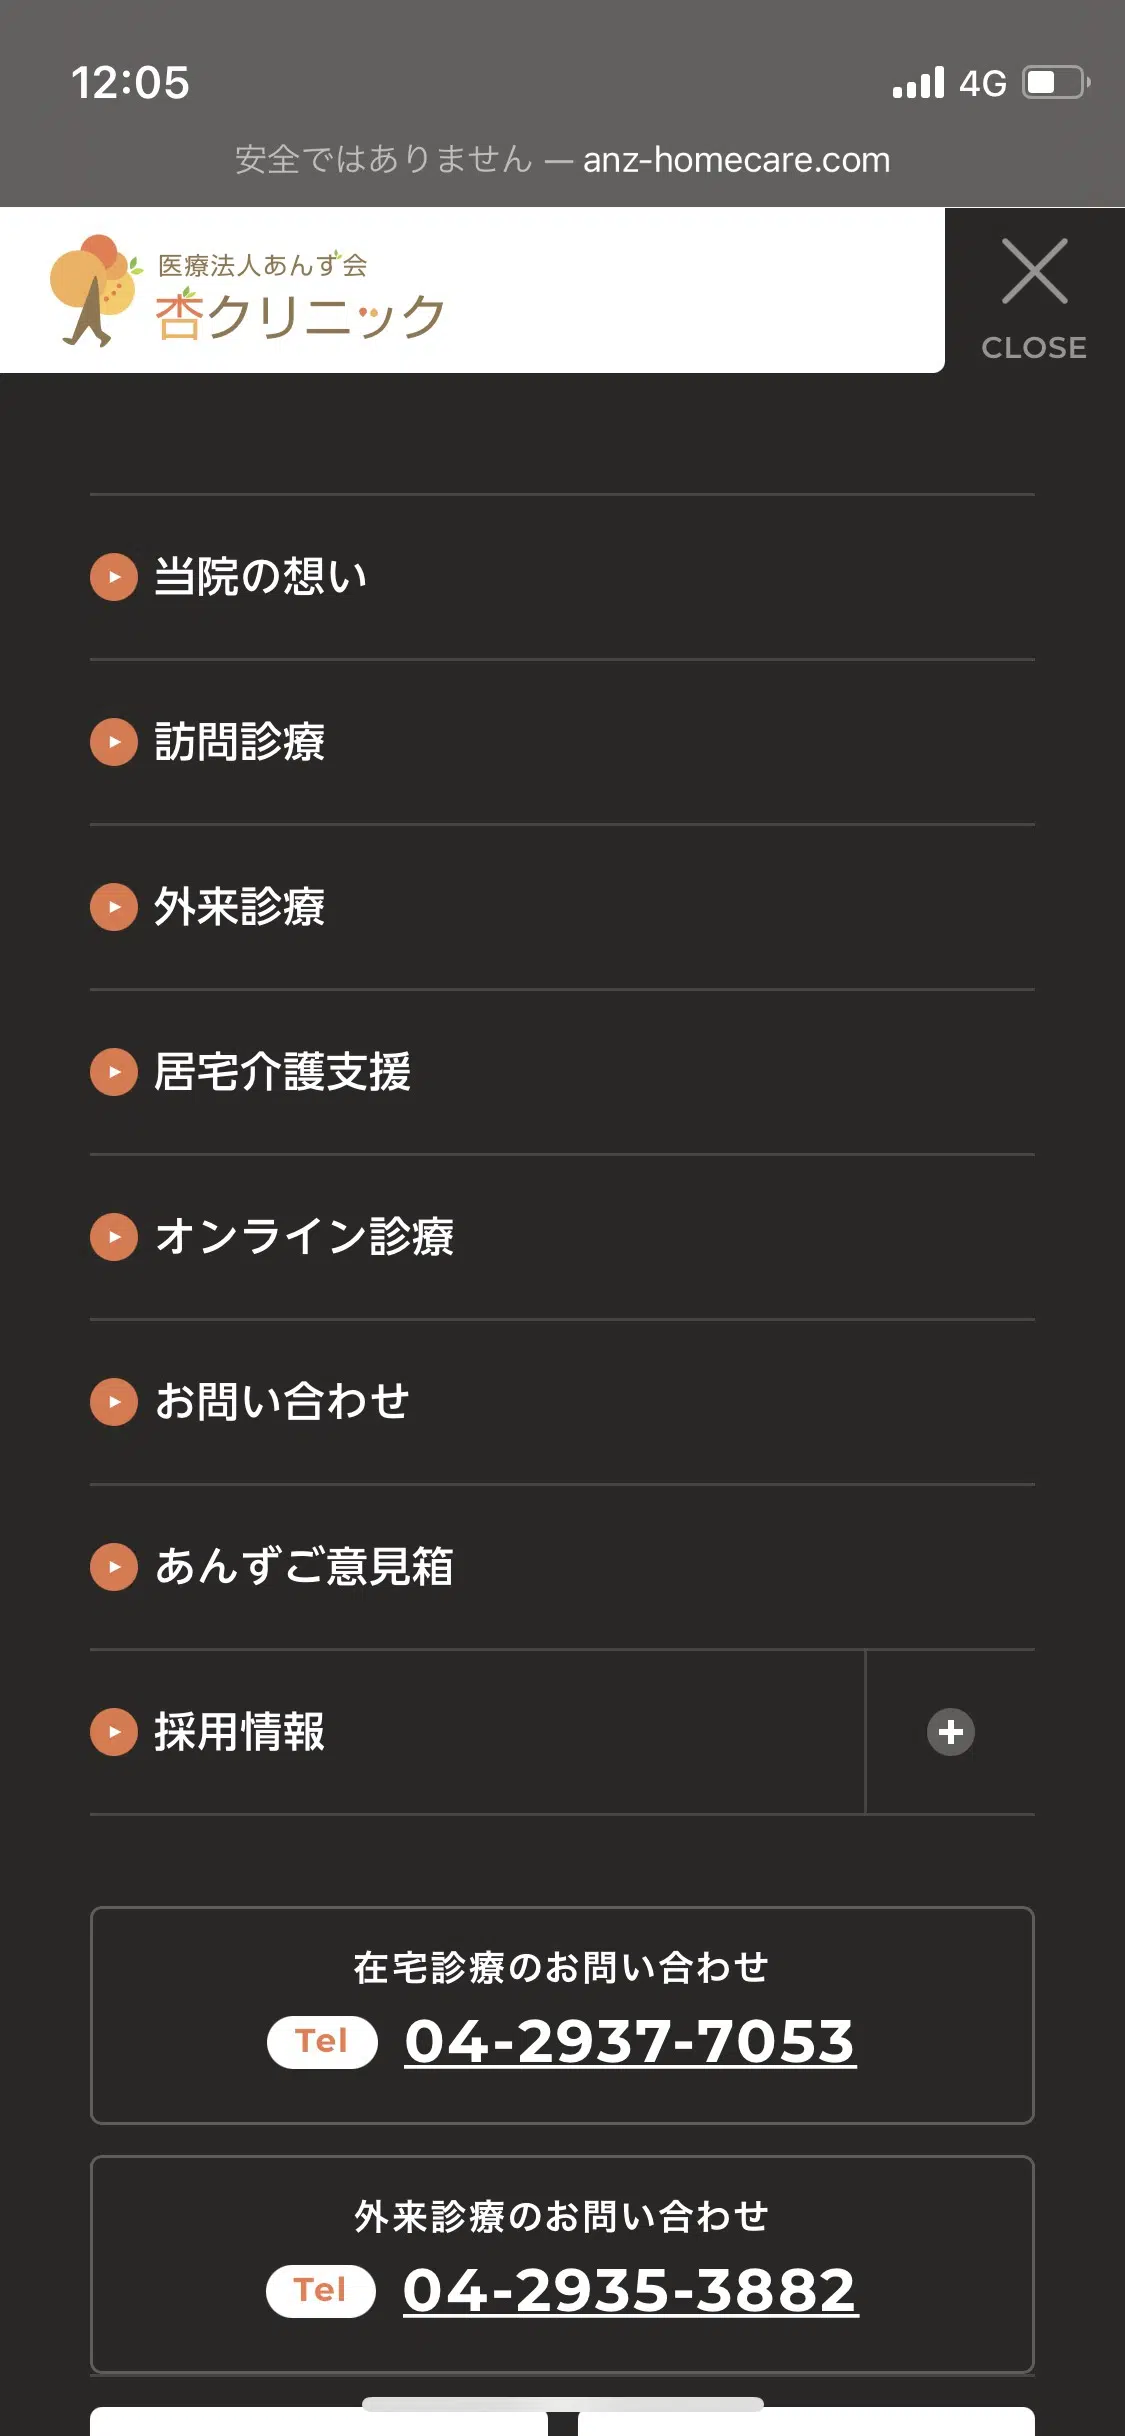 12:05 4G
安全ではありません — anz-homecare.com
医療法人あんず会
杏クリニック
CLOSE
当院の想い
訪問診療
外来診療
居宅介護支援
オンライン診療
お問い合わせ
あんずご意見箱
採用情報
在宅診療のお問い合わせ
Tel 04-2937-7053
外来診療のお問い合わせ
Tel 04-2935-3882